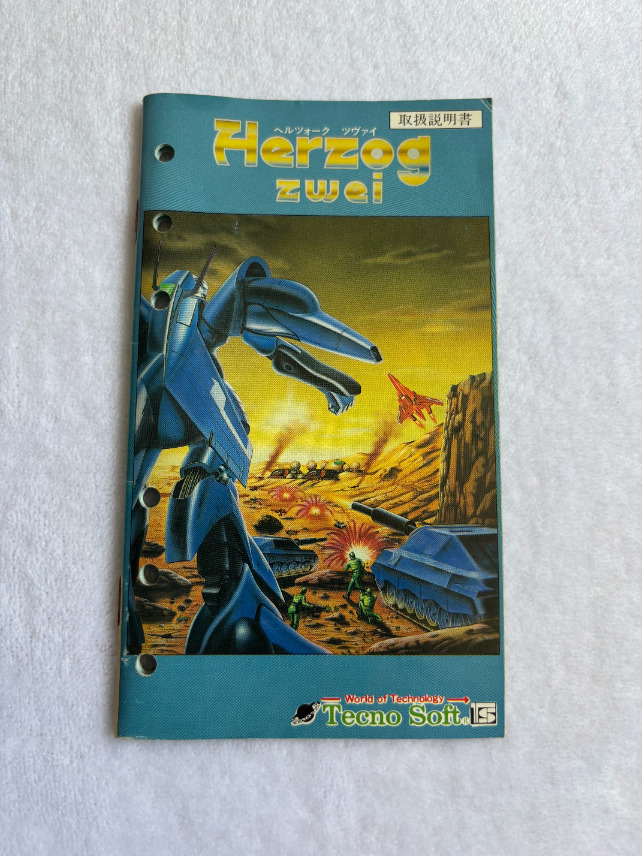 取扱説明書
ヘルツォーク ツヴァイ
Herzog
zwei
World of Technology
Tecno Soft® TS